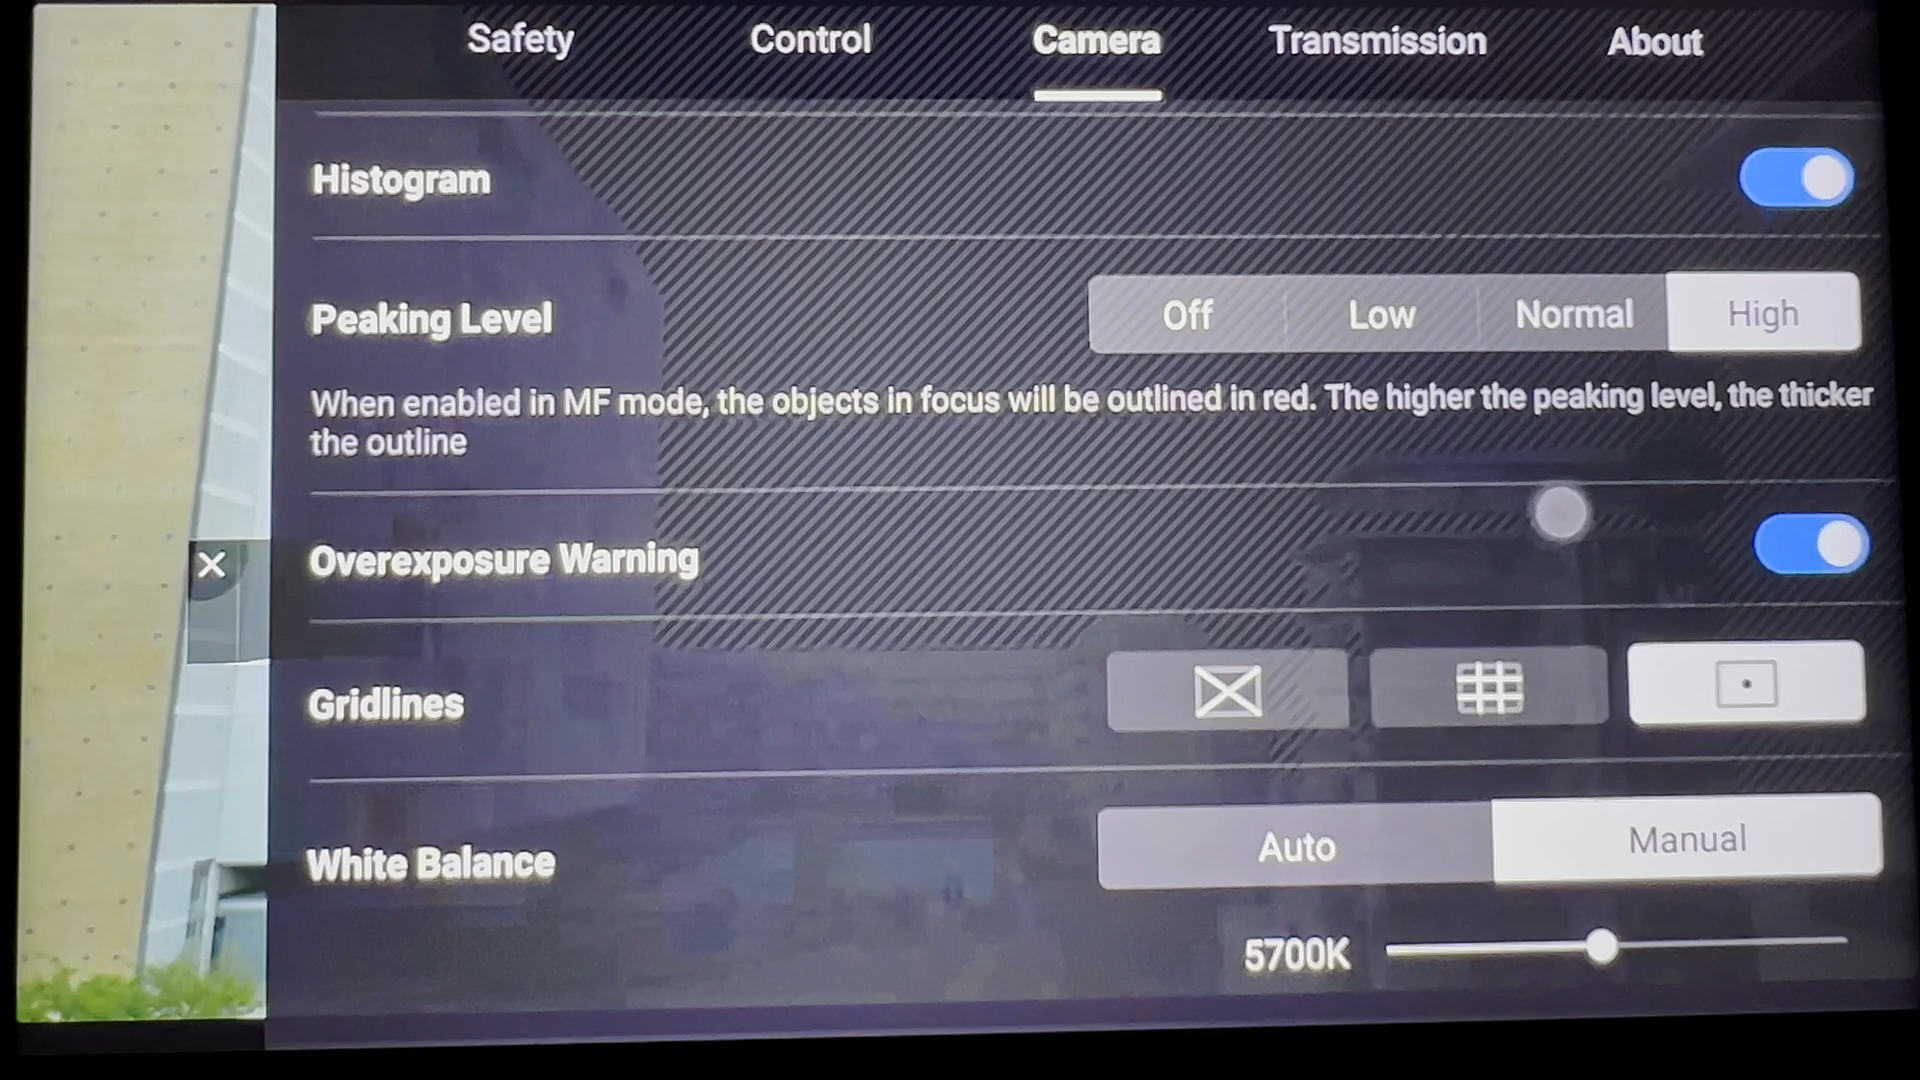 Safety Control Camera Transmission About
Histogram
Peaking Level Off Low Normal High
When enabled in MF mode, the objects in focus will be outlined in red. The higher the peaking level, the thicker
the outline
Overexposure Warning
Gridlines
White Balance Auto Manual
5700K